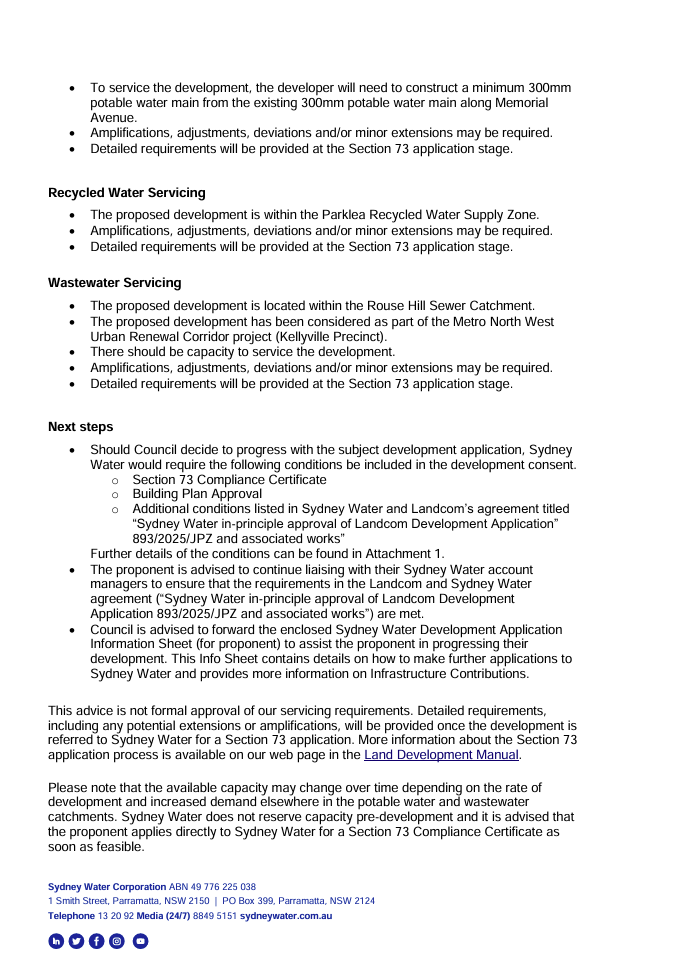 • To service the development, the developer will need to construct a minimum 300mm
potable water main from the existing 300mm potable water main along Memorial
Avenue.
• Amplifications, adjustments, deviations and/or minor extensions may be required.
• Detailed requirements will be provided at the Section 73 application stage.
Recycled Water Servicing
• The proposed development is within the Parklea Recycled Water Supply Zone.
• Amplifications, adjustments, deviations and/or minor extensions may be required.
• Detailed requirements will be provided at the Section 73 application stage.
Wastewater Servicing
• The proposed development is located within the Rouse Hill Sewer Catchment.
• The proposed development has been considered as part of the Metro North West
Urban Renewal Corridor project (Kellyville Precinct).
• There should be capacity to service the development.
• Amplifications, adjustments, deviations and/or minor extensions may be required.
• Detailed requirements will be provided at the Section 73 application stage.
Next steps
• Should Council decide to progress with the subject development application, Sydney
Water would require the following conditions be included in the development consent.
o Section 73 Compliance Certificate
o Building Plan Approval
o Additional conditions listed in Sydney Water and Landcom’s agreement titled
“Sydney Water in-principle approval of Landcom Development Application”
893/2025/JPZ and associated works”
Further details of the conditions can be found in Attachment 1.
• The proponent is advised to continue liaising with their Sydney Water account
managers to ensure that the requirements in the Landcom and Sydney Water
agreement (“Sydney Water in-principle approval of Landcom Development
Application 893/2025/JPZ and associated works”) are met.
• Council is advised to forward the enclosed Sydney Water Development Application
Information Sheet (for proponent) to assist the proponent in progressing their
development. This Info Sheet contains details on how to make further applications to
Sydney Water and provides more information on Infrastructure Contributions.
This advice is not formal approval of our servicing requirements. Detailed requirements,
including any potential extensions or amplifications, will be provided once the development is
referred to Sydney Water for a Section 73 application. More information about the Section 73
application process is available on our web page in the Land Development Manual.
Please note that the available capacity may change over time depending on the rate of
development and increased demand elsewhere in the potable water and wastewater
catchments. Sydney Water does not reserve capacity pre-development and it is advised that
the proponent applies directly to Sydney Water for a Section 73 Compliance Certificate as
soon as feasible.
Sydney Water Corporation ABN 49 776 225 038
1 Smith Street, Parramatta, NSW 2150 | PO Box 399, Parramatta, NSW 2124
Telephone 13 20 92 Media (24/7) 8849 5151 sydneywater.com.au